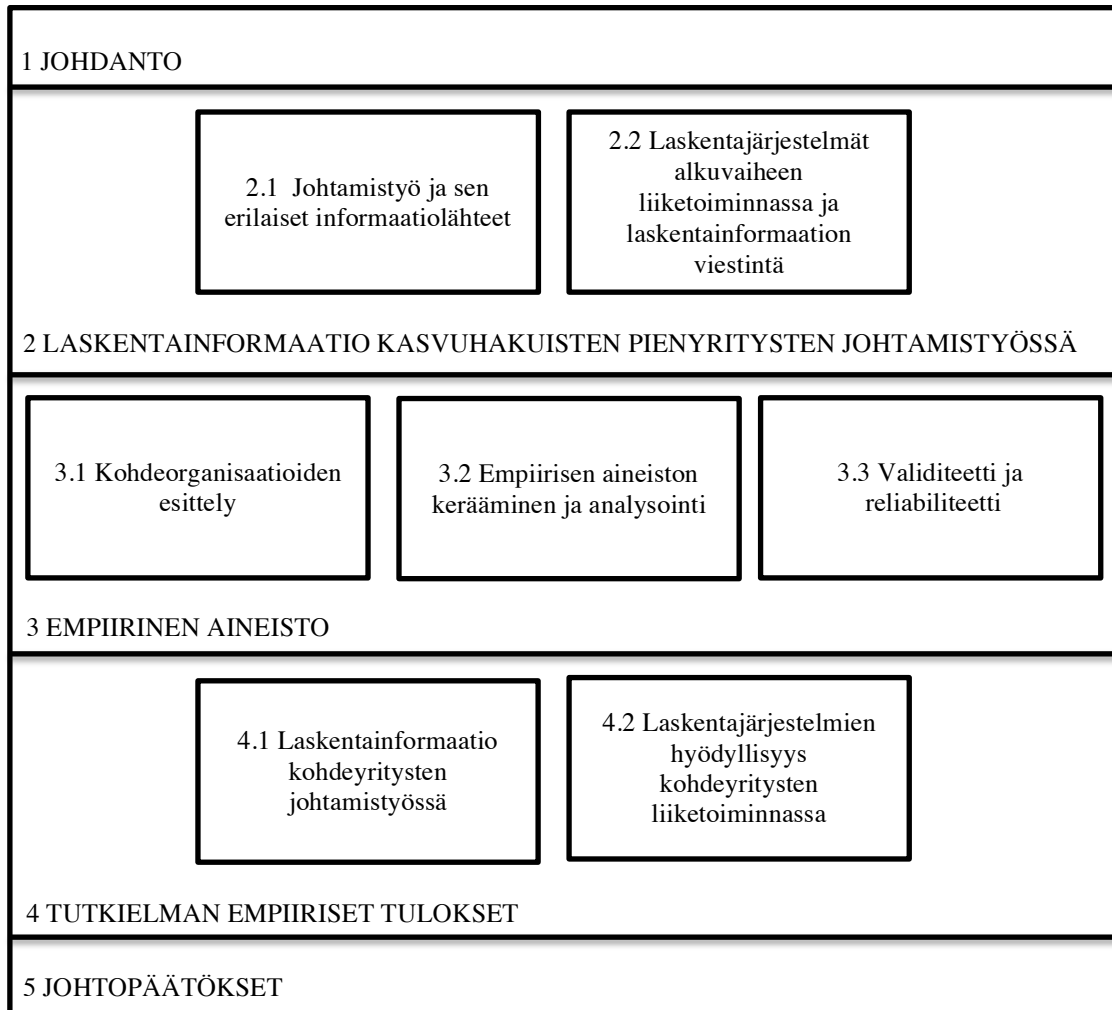 1 JOHDANTO
2.1 Johtamistyö ja sen
erilaiset informaatiolähteet
2.2 Laskentajärjestelmät
alkuvaiheen
liiketoiminnassa ja
laskentainformaation
viestintä
2 LASKENTAINFORMAATIO KASVUHAKUISTEN PIENYRITYSTEN JOHTAMISTYÖSSÄ
3.1 Kohdeorganisaatioiden
esittely
3.2 Empiirisen aineiston
kerääminen ja analysointi
3.3 Validiteetti ja
reliabiliteetti
3 EMPIIRINEN AINEISTO
4.1 Laskentainformaatio
kohdeyritysten
johtamistyössä
4.2 Laskentajärjestelmien
hyödyllisyys
kohdeyritysten
liiketoiminnassa
4 TUTKIELMAN EMPIIRISET TULOKSET
5 JOHTOPÄÄTÖKSET